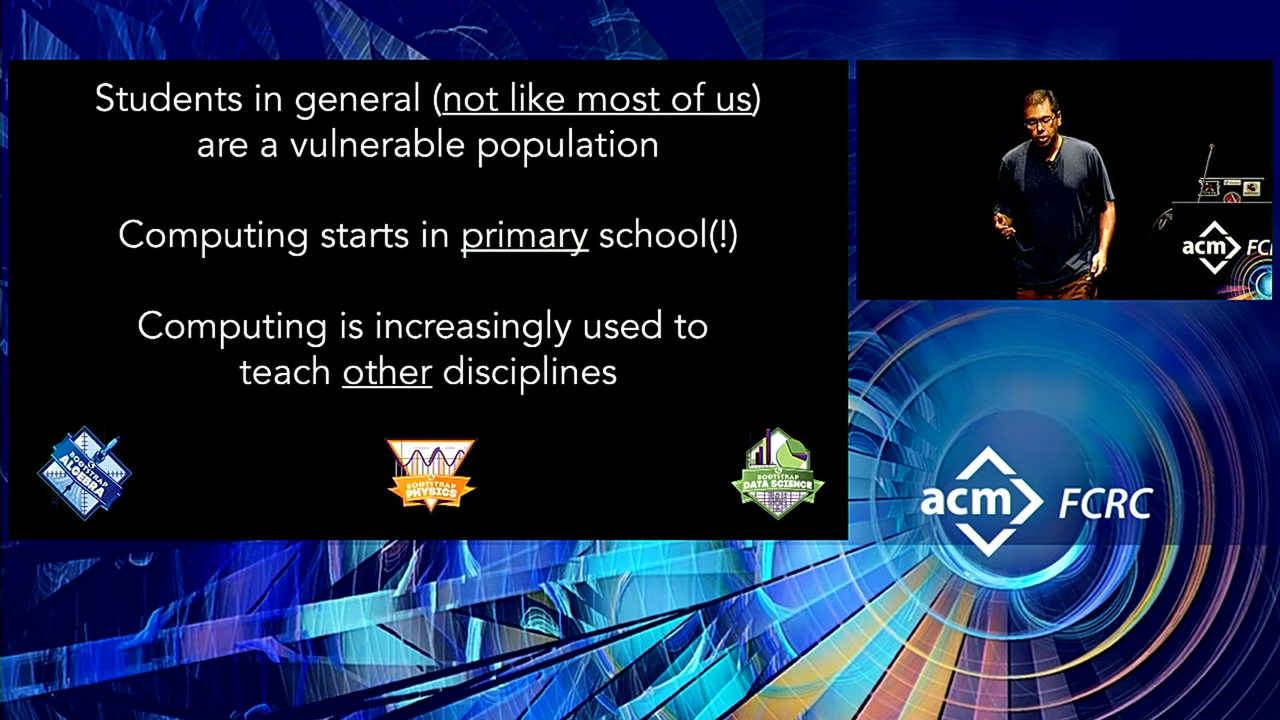 Students in general (not like most of us)
are a vulnerable population
Computing starts in primary school(!)
Computing is increasingly used to
teach other disciplines
BOOTSTRAP
ALGEBRA
BOOTSTRAP
PHYSICS
BOOTSTRAP
DATA SCIENCE
acm FC
acm FCRC